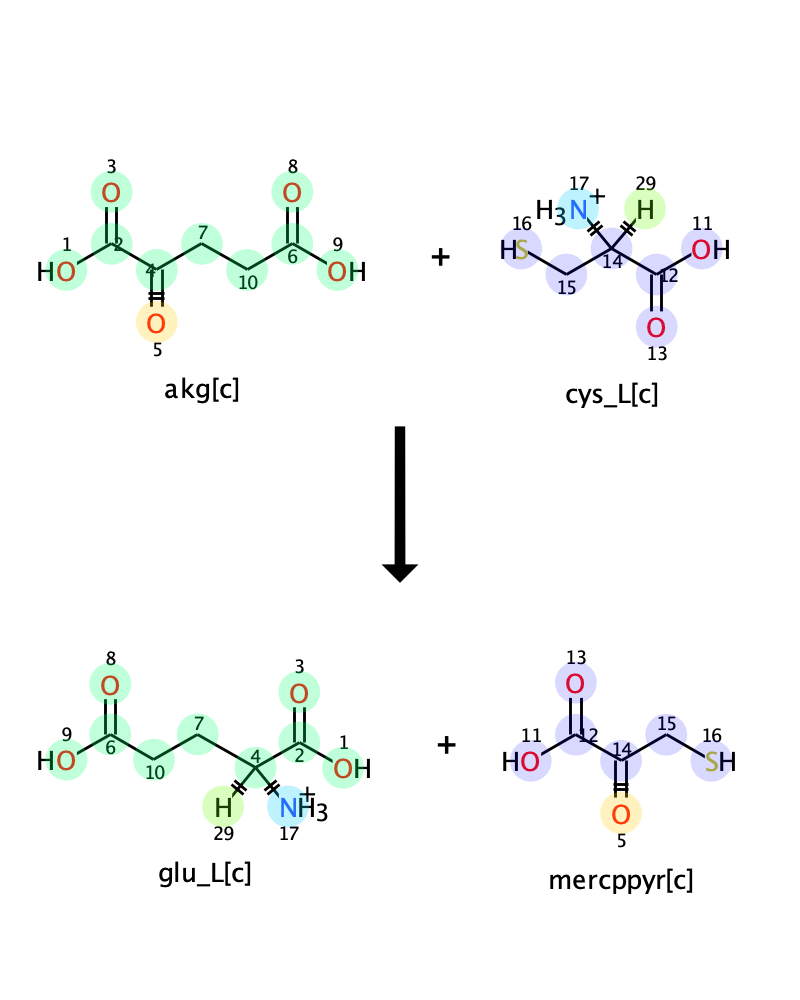 3 8 17 + 29
O O H3N H
1 7 9 16 11
HO 2 6 OH HS OH
4 10 + 15 14 12
O O
5 13
akg[c] cys_L[c]
8 3 13
O O O
9 7 1 11 15 16
HO 6 10 4 2 OH + HO 12 14 SH
H NH3+ O
29 17 5
glu_L[c] mercppyr[c]